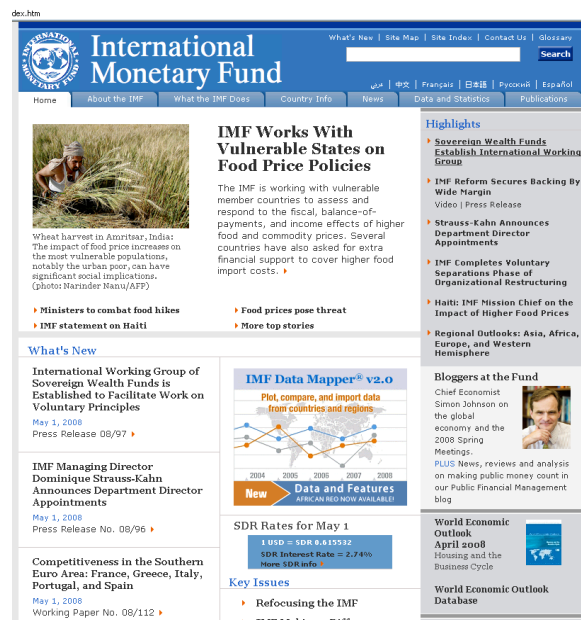 dex.htm
What's New | Site Map | Site Index | Contact Us | Glossary
International
Monetary Fund
Search
عربي | 中文 | Français | 日本語 | Русский | Español
Home
About the IMF
What the IMF Does
Country Info
News
Data and Statistics
Publications
IMF Works With
Vulnerable States on
Food Price Policies
The IMF is working with vulnerable
member countries to assess and
respond to the fiscal, balance-of-
payments, and income effects of higher
food and commodity prices. Several
countries have also asked for extra
financial support to cover higher food
import costs.
Wheat harvest in Amritsar, India:
The impact of food price increases on
the most vulnerable populations,
notably the urban poor, can have
significant social implications.
(photo: Narinder Nanu/AFP)
Ministers to combat food hikes
IMF statement on Haiti
Food prices pose threat
More top stories
Highlights
Sovereign Wealth Funds
Establish International Working
Group
IMF Reform Secures Backing By
Wide Margin
Video | Press Release
Strauss-Kahn Announces
Department Director
Appointments
IMF Completes Voluntary
Separations Phase of
Organizational Restructuring
Haiti: IMF Mission Chief on the
Impact of Higher Food Prices
Regional Outlooks: Asia, Africa,
Europe, and Western
Hemisphere
What's New
International Working Group of
Sovereign Wealth Funds is
Established to Facilitate Work on
Voluntary Principles
May 1, 2008
Press Release 08/97
IMF Managing Director
Dominique Strauss-Kahn
Announces Department Director
Appointments
May 1, 2008
Press Release No. 08/96
Competitiveness in the Southern
Euro Area: France, Greece, Italy,
Portugal, and Spain
May 1, 2008
Working Paper No. 08/112
IMF Data Mapper® v2.0
Plot, compare, and import data
from countries and regions
2004 2005 2006 2007 2008
New
Data and Features
AFRICAN REO NOW AVAILABLE!
SDR Rates for May 1
1 USD = SDR 0.615532
SDR Interest Rate = 2.74%
More SDR info
Key Issues
Refocusing the IMF
Bloggers at the Fund
Chief Economist
Simon Johnson on
the global
economy and the
2008 Spring
Meetings.
PLUS News, reviews and analysis
on making public money count in
our Public Financial Management
blog
World Economic
Outlook
April 2008
Housing and the
Business Cycle
World Economic Outlook
Database